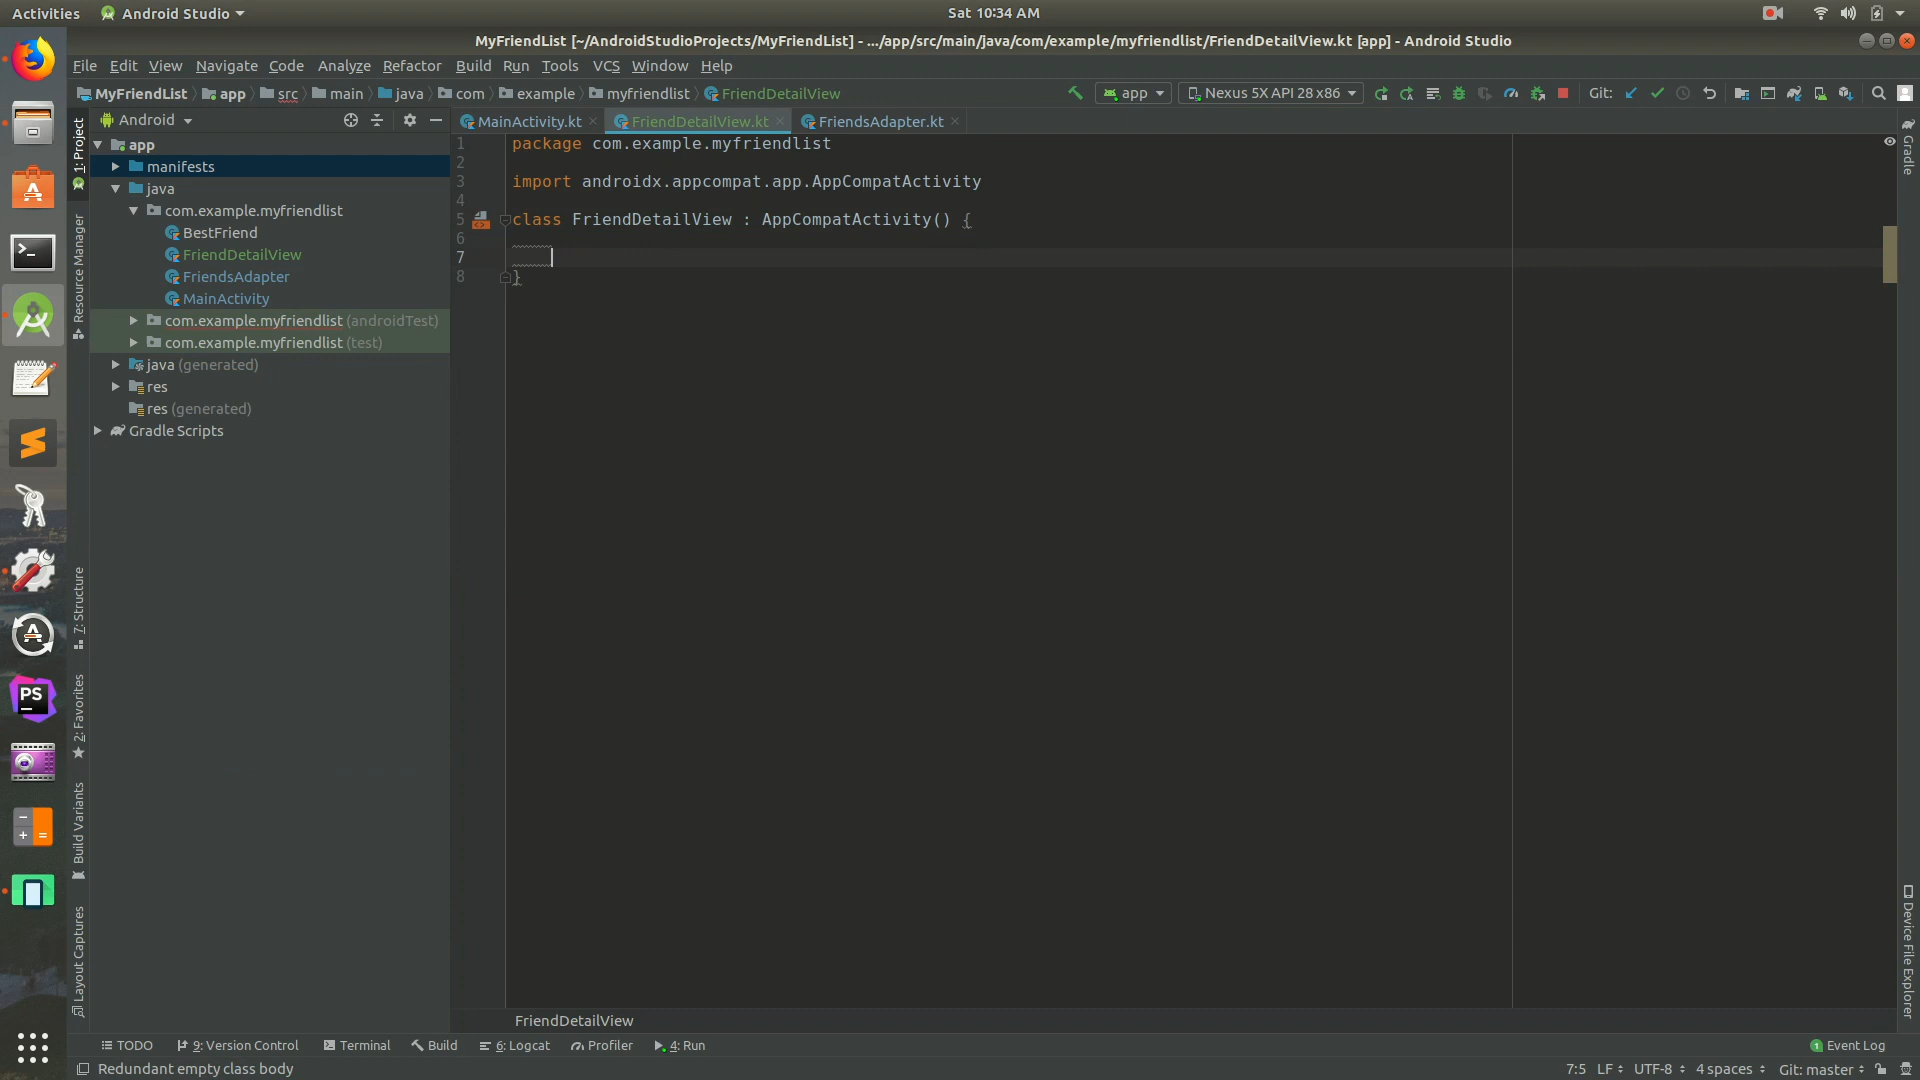 Activities Android Studio Sat 10:34 AM
MyFriendList [~/AndroidStudioProjects/MyFriendList] - .../app/src/main/java/com/example/myfriendlist/FriendDetailView.kt [app] - Android Studio
File Edit View Navigate Code Analyze Refactor Build Run Tools VCS Window Help
MyFriendList app src main java com example myfriendlist FriendDetailView app Nexus 5X API 28 x86 Git:
Android
MainActivity.kt FriendDetailView.kt FriendsAdapter.kt
app
manifests
java
com.example.myfriendlist
BestFriend
FriendDetailView
FriendsAdapter
MainActivity
com.example.myfriendlist (androidTest)
com.example.myfriendlist (test)
java (generated)
res
res (generated)
Gradle Scripts
1 package com.example.myfriendlist
2
3 import androidx.appcompat.app.AppCompatActivity
4
5 class FriendDetailView : AppCompatActivity() {
6
7
8 }
1: Project
Resource Manager
7: Structure
2: Favorites
Build Variants
Layout Captures
Gradle
Device File Explorer
PS
FriendDetailView
TODO 9: Version Control Terminal Build 6: Logcat Profiler 4: Run 1 Event Log
Redundant empty class body 7:5 LF UTF-8 4 spaces Git: master